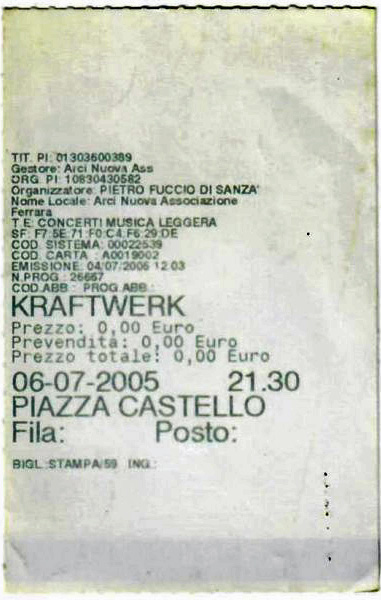 TIT. PI: 01303600389
Gestore: Arci Nuova Ass
ORG. PI: 10830430582
Organizzatore: PIETRO FUCCIO DI SANZA'
Nome Locale: Arci Nuova Associazione
Ferrara
T.E: CONCERTI MUSICA LEGGERA
SF: F7:5E:71:F0:C4:F6:29:DE
COD. SISTEMA: 00022539
COD. CARTA : A0019002
EMISSIONE: 04/07/2005 12.03
N.PROG.: 26667
COD.ABB.: PROG.ABB.:
KRAFTWERK
Prezzo: 0,00 Euro
Prevendita: 0,00 Euro
Prezzo totale: 0,00 Euro
06-07-2005 21.30
PIAZZA CASTELLO
Fila: Posto:
BIGL.STAMPA/59 ING.: